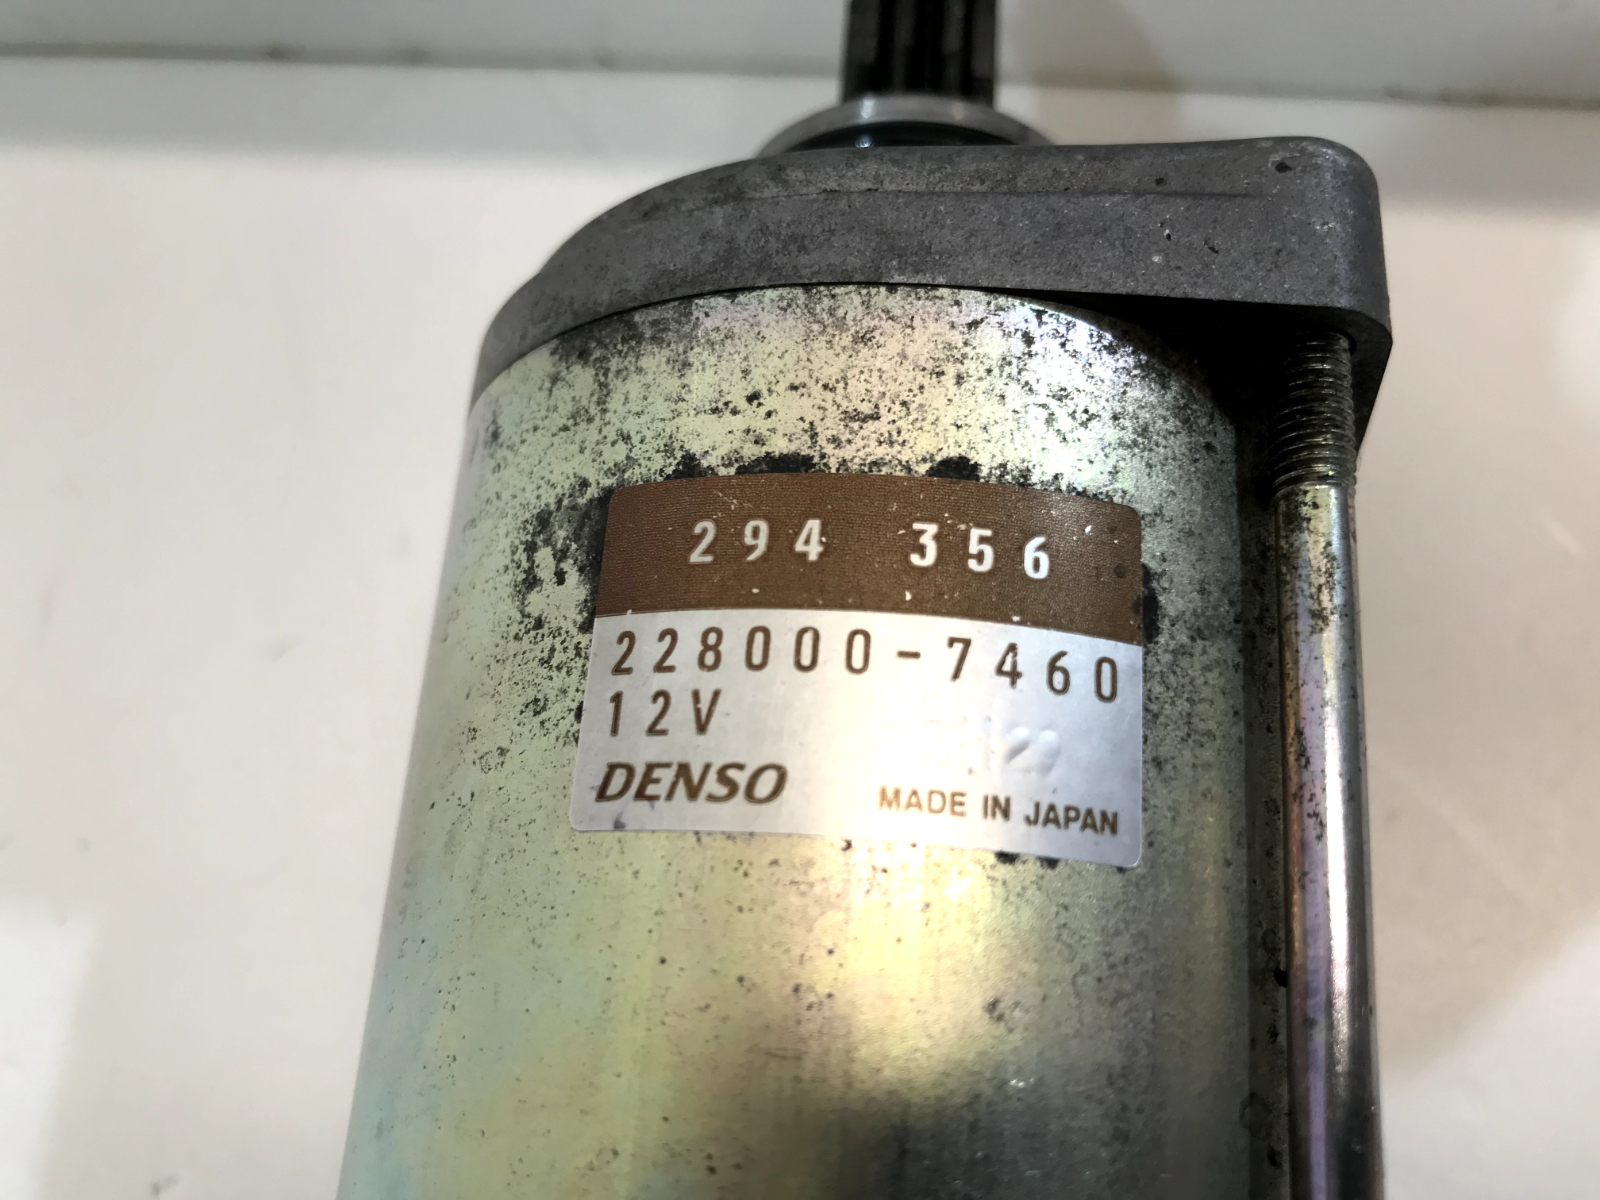 294 356
228000-7460
12V
DENSO
MADE IN JAPAN